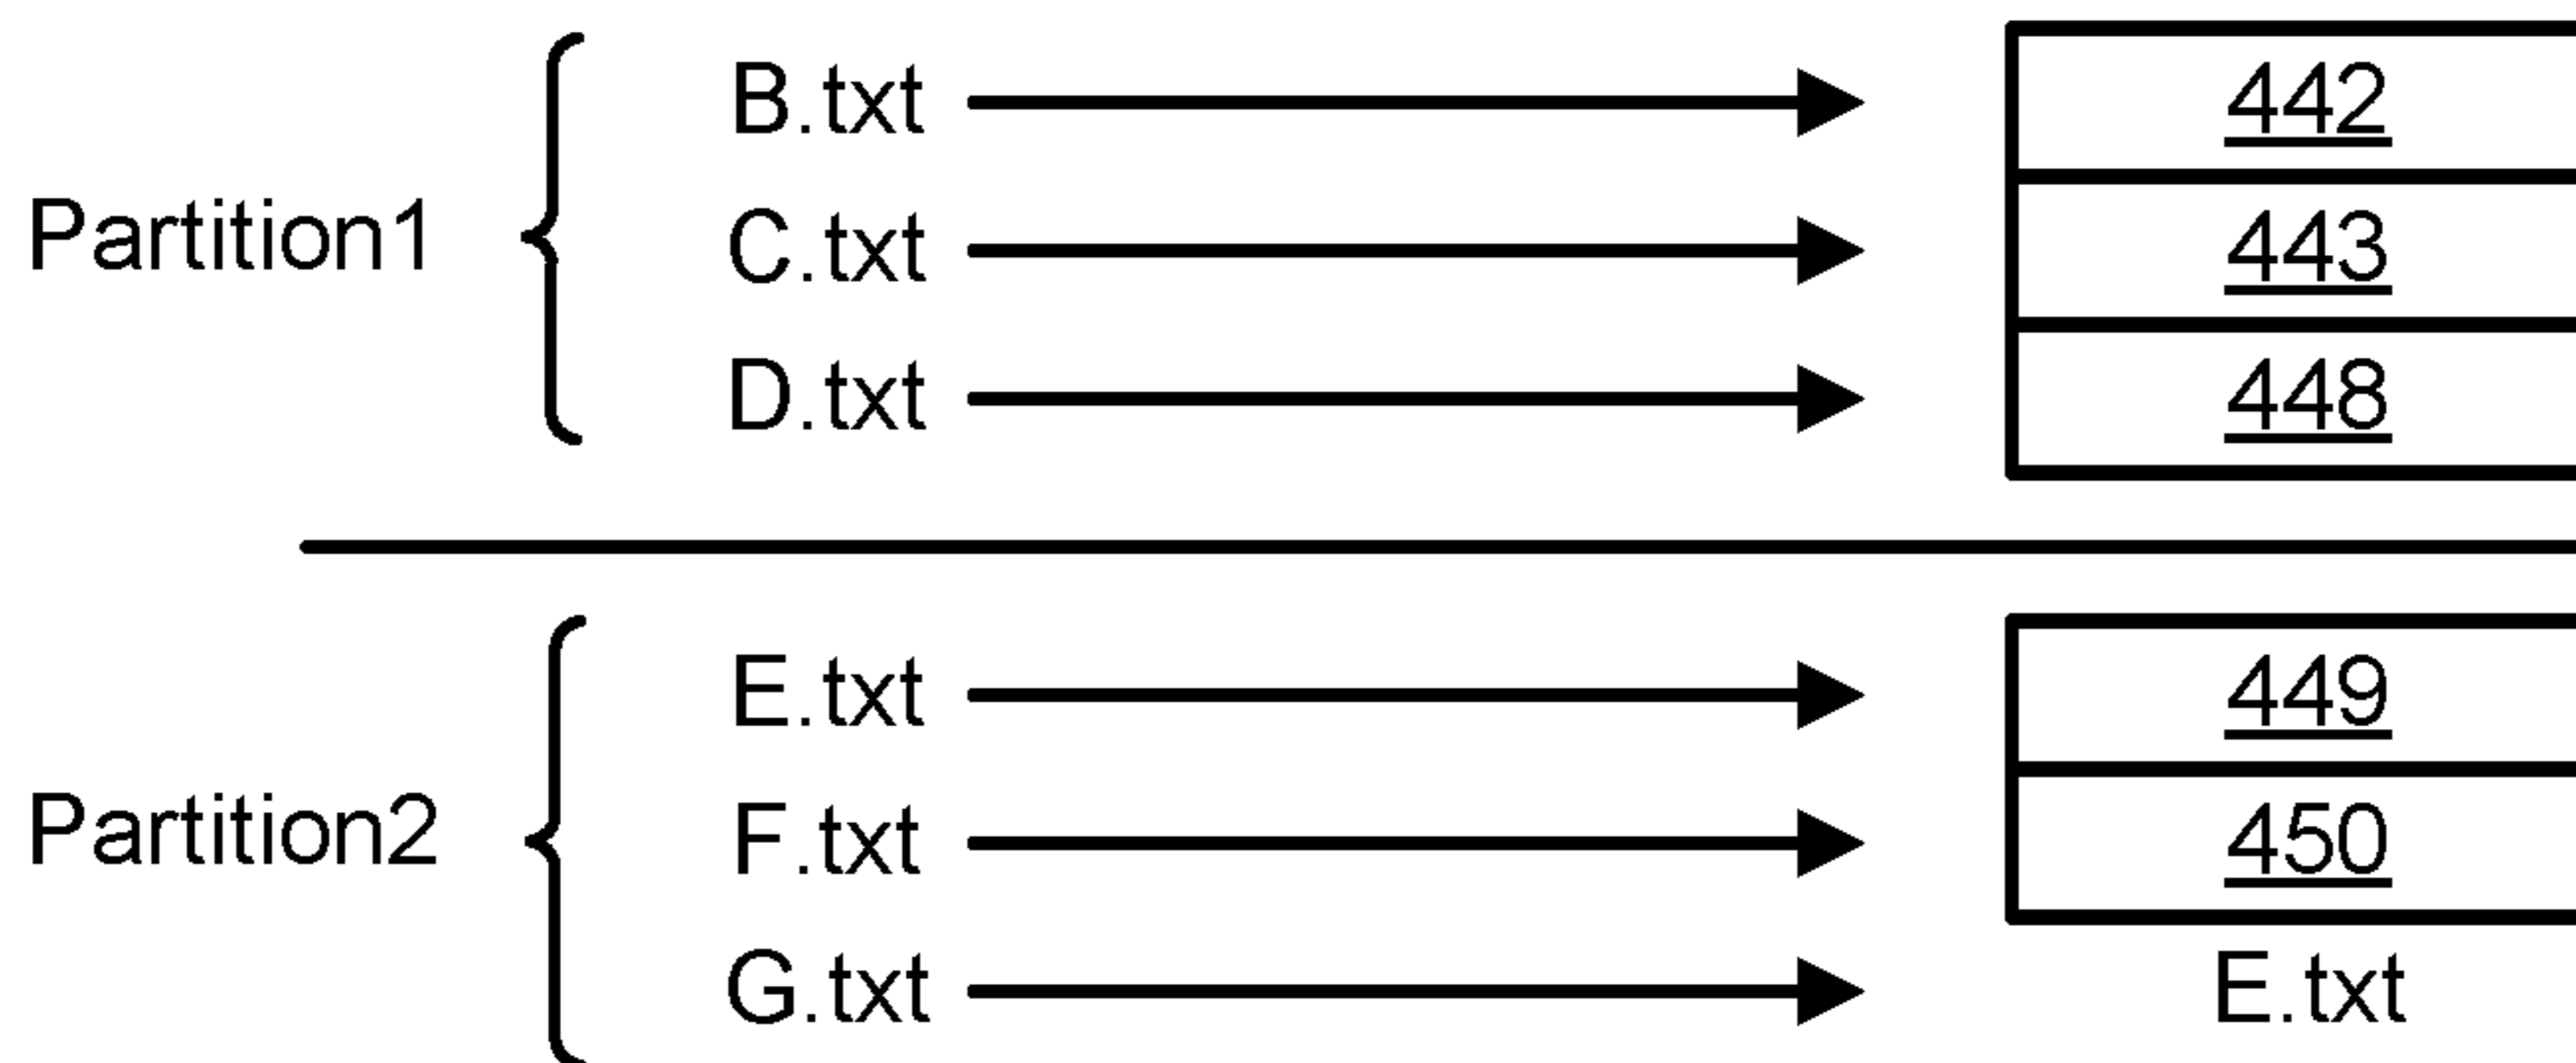 B.txt 442
Partition1 C.txt 443
D.txt 448
E.txt 449
Partition2 F.txt 450
G.txt E.txt